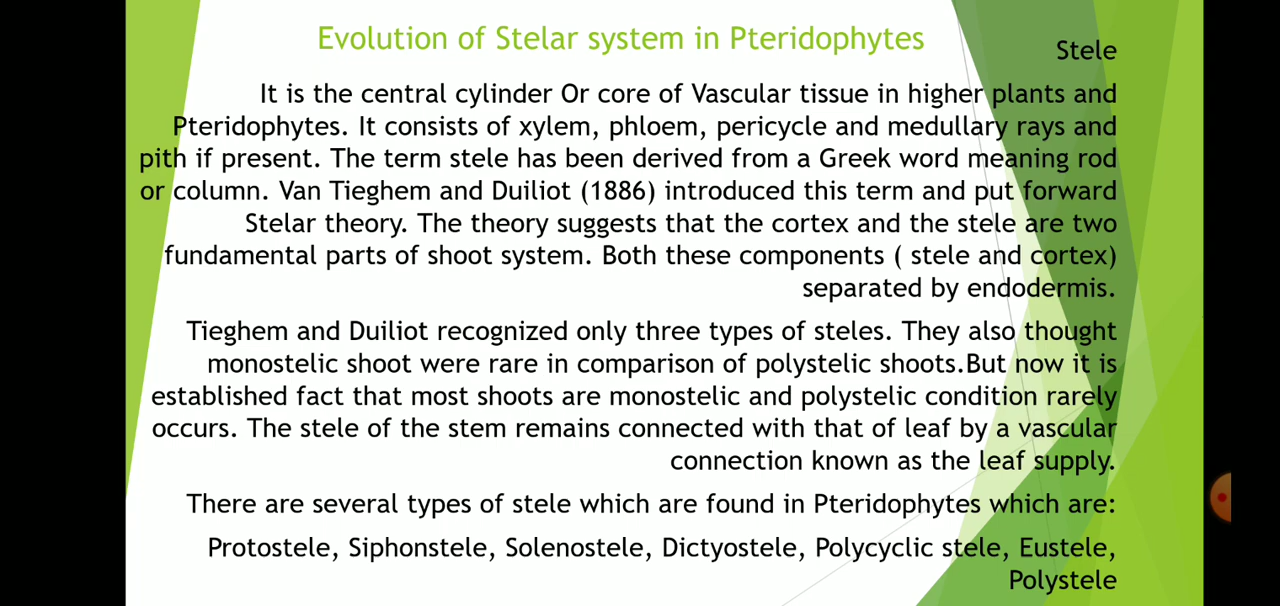 Evolution of Stelar system in Pteridophytes
Stele
It is the central cylinder Or core of Vascular tissue in higher plants and
Pteridophytes. It consists of xylem, phloem, pericycle and medullary rays and
pith if present. The term stele has been derived from a Greek word meaning rod
or column. Van Tieghem and Duiliot (1886) introduced this term and put forward
Stelar theory. The theory suggests that the cortex and the stele are two
fundamental parts of shoot system. Both these components ( stele and cortex)
separated by endodermis.
Tieghem and Duiliot recognized only three types of steles. They also thought
monostelic shoot were rare in comparison of polystelic shoots.But now it is
established fact that most shoots are monostelic and polystelic condition rarely
occurs. The stele of the stem remains connected with that of leaf by a vascular
connection known as the leaf supply.
There are several types of stele which are found in Pteridophytes which are:
Protostele, Siphonstele, Solenostele, Dictyostele, Polycyclic stele, Eustele,
Polystele